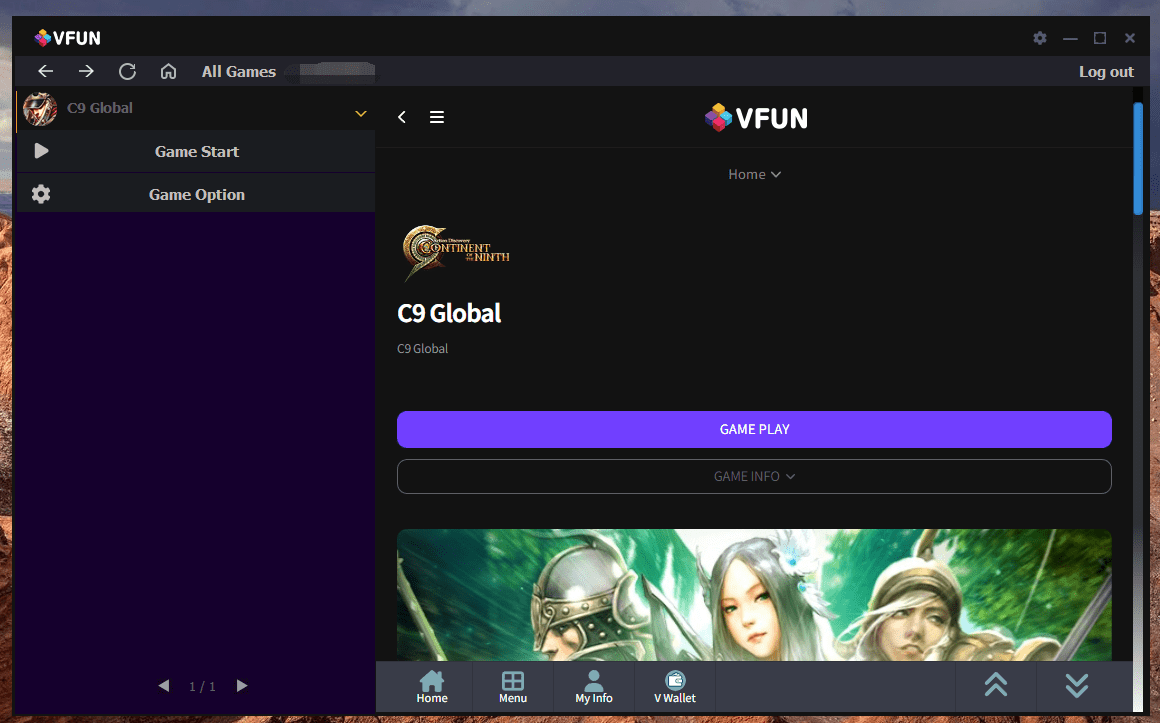 VFUN
All Games
Log out
C9 Global
Game Start
Game Option
1 / 1
VFUN
Home
CONTINENT
OF THE NINTH
C9 Global
C9 Global
GAME PLAY
GAME INFO
Home
Menu
My Info
V Wallet